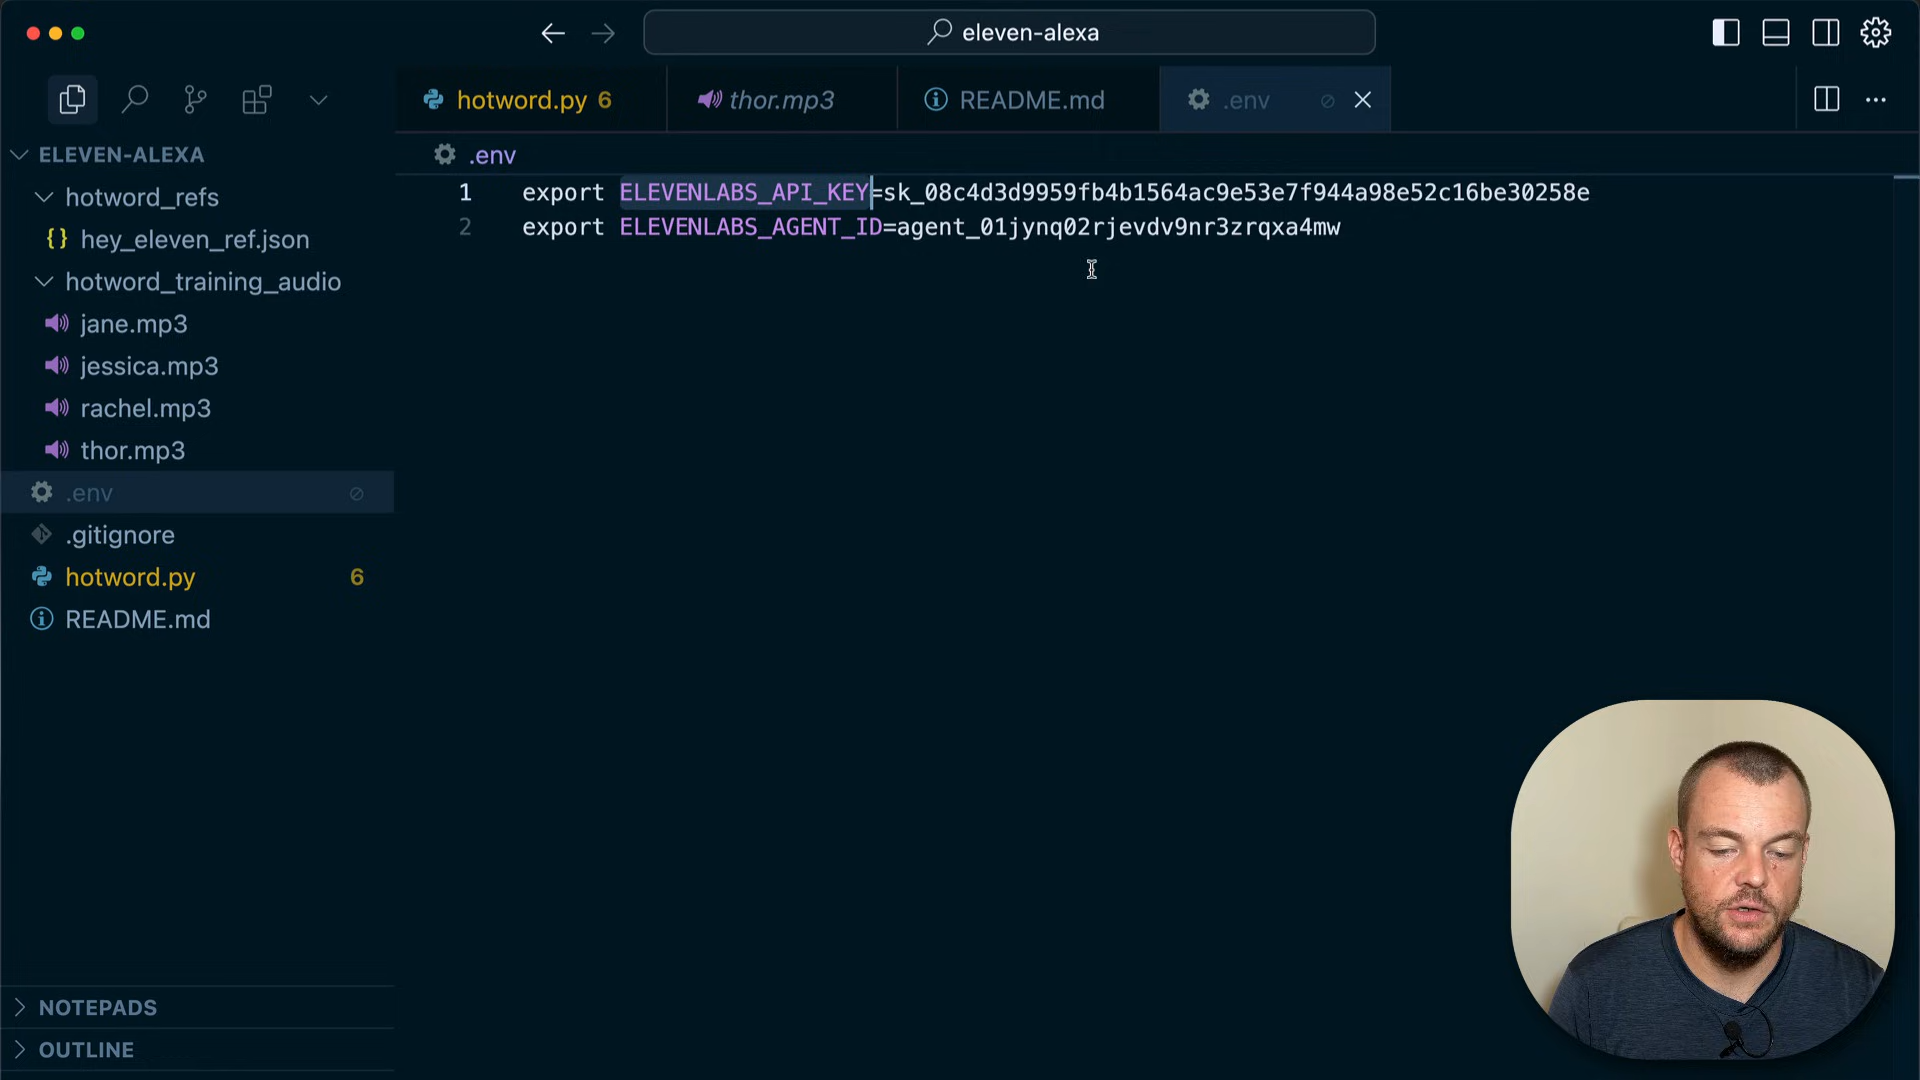 eleven-alexa
hotword.py 6
thor.mp3
README.md
.env
ELEVEN-ALEXA
hotword_refs
hey_eleven_ref.json
hotword_training_audio
jane.mp3
jessica.mp3
rachel.mp3
thor.mp3
.env
.gitignore
hotword.py 6
README.md
NOTEPADS
OUTLINE
.env
1 export ELEVENLABS_API_KEY=sk_08c4d3d9959fb4b1564ac9e53e7f944a98e52c16be30258e
2 export ELEVENLABS_AGENT_ID=agent_01jynq02rjevdv9nr3zrqxa4mw